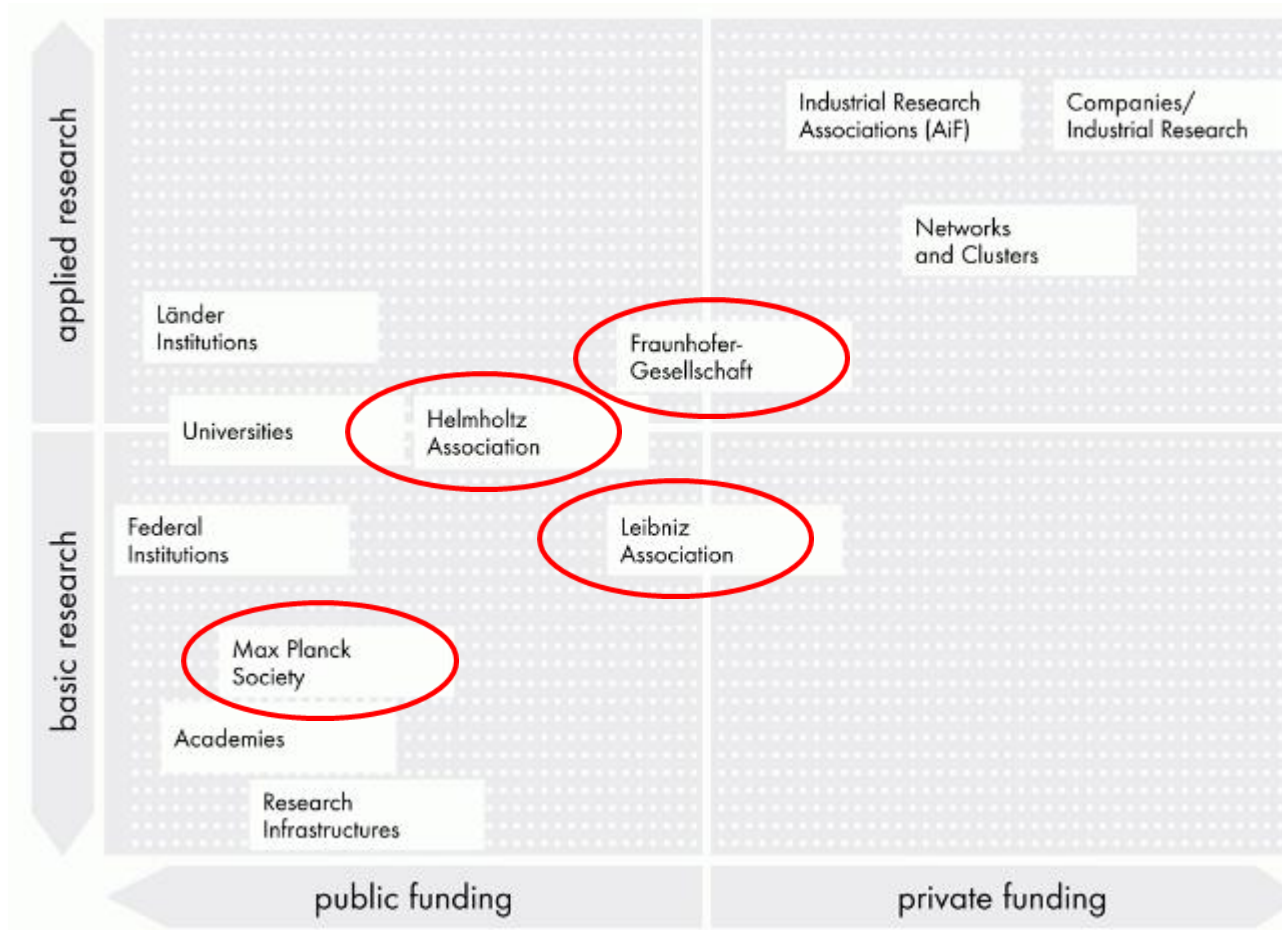 applied research
basic research
Industrial Research
Associations (AiF)
Companies/
Industrial Research
Networks
and Clusters
Länder
Institutions
Fraunhofer-
Gesellschaft
Universities
Helmholtz
Association
Federal
Institutions
Leibniz
Association
Max Planck
Society
Academies
Research
Infrastructures
public funding
private funding